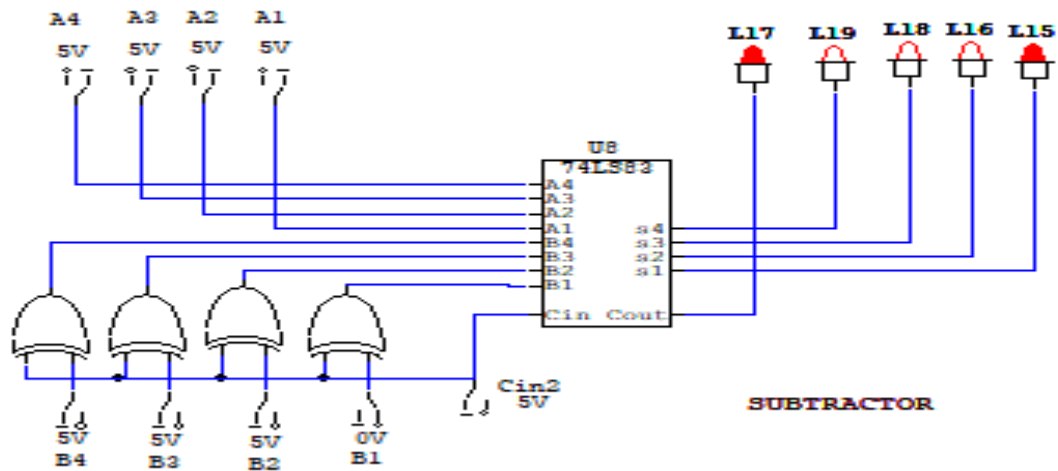 A4 A3 A2 A1
5V 5V 5V 5V
L17 L19 L18 L16 L15
U8
74LS83
A4
A3
A2
A1 s4
B4 s3
B3 s2
B2 s1
B1
Cin Cout
Cin2
5V
SUBTRACTOR
5V 5V 5V 0V
B4 B3 B2 B1